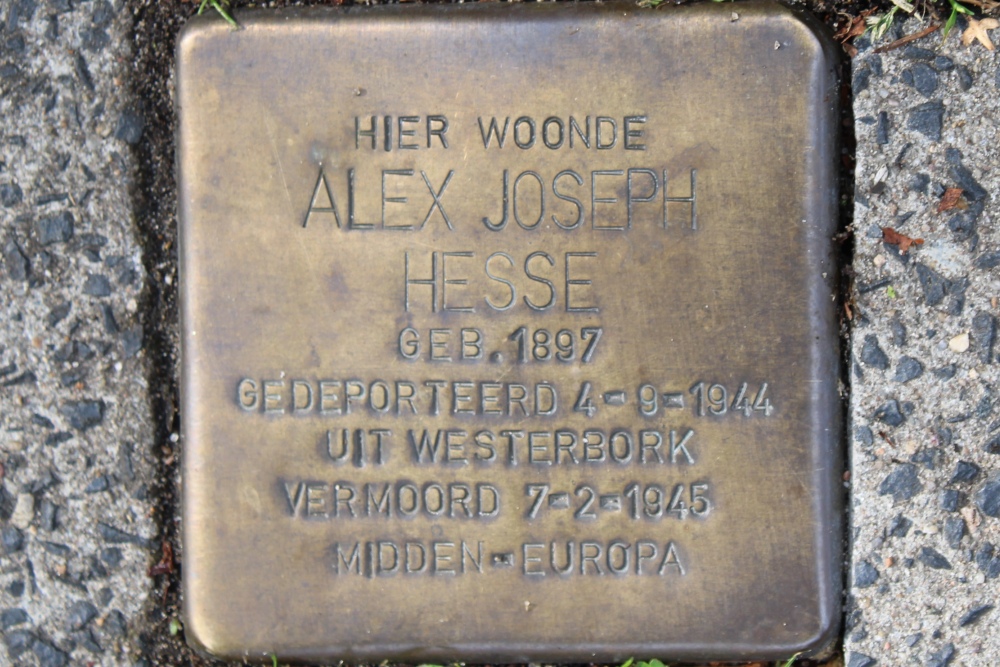 HIER WOONDE
ALEX JOSEPH
HESSE
GEB. 1897
GEDEPORTEERD 4-9-1944
UIT WESTERBORK
VERMOORD 7-2-1945
MIDDEN-EUROPA